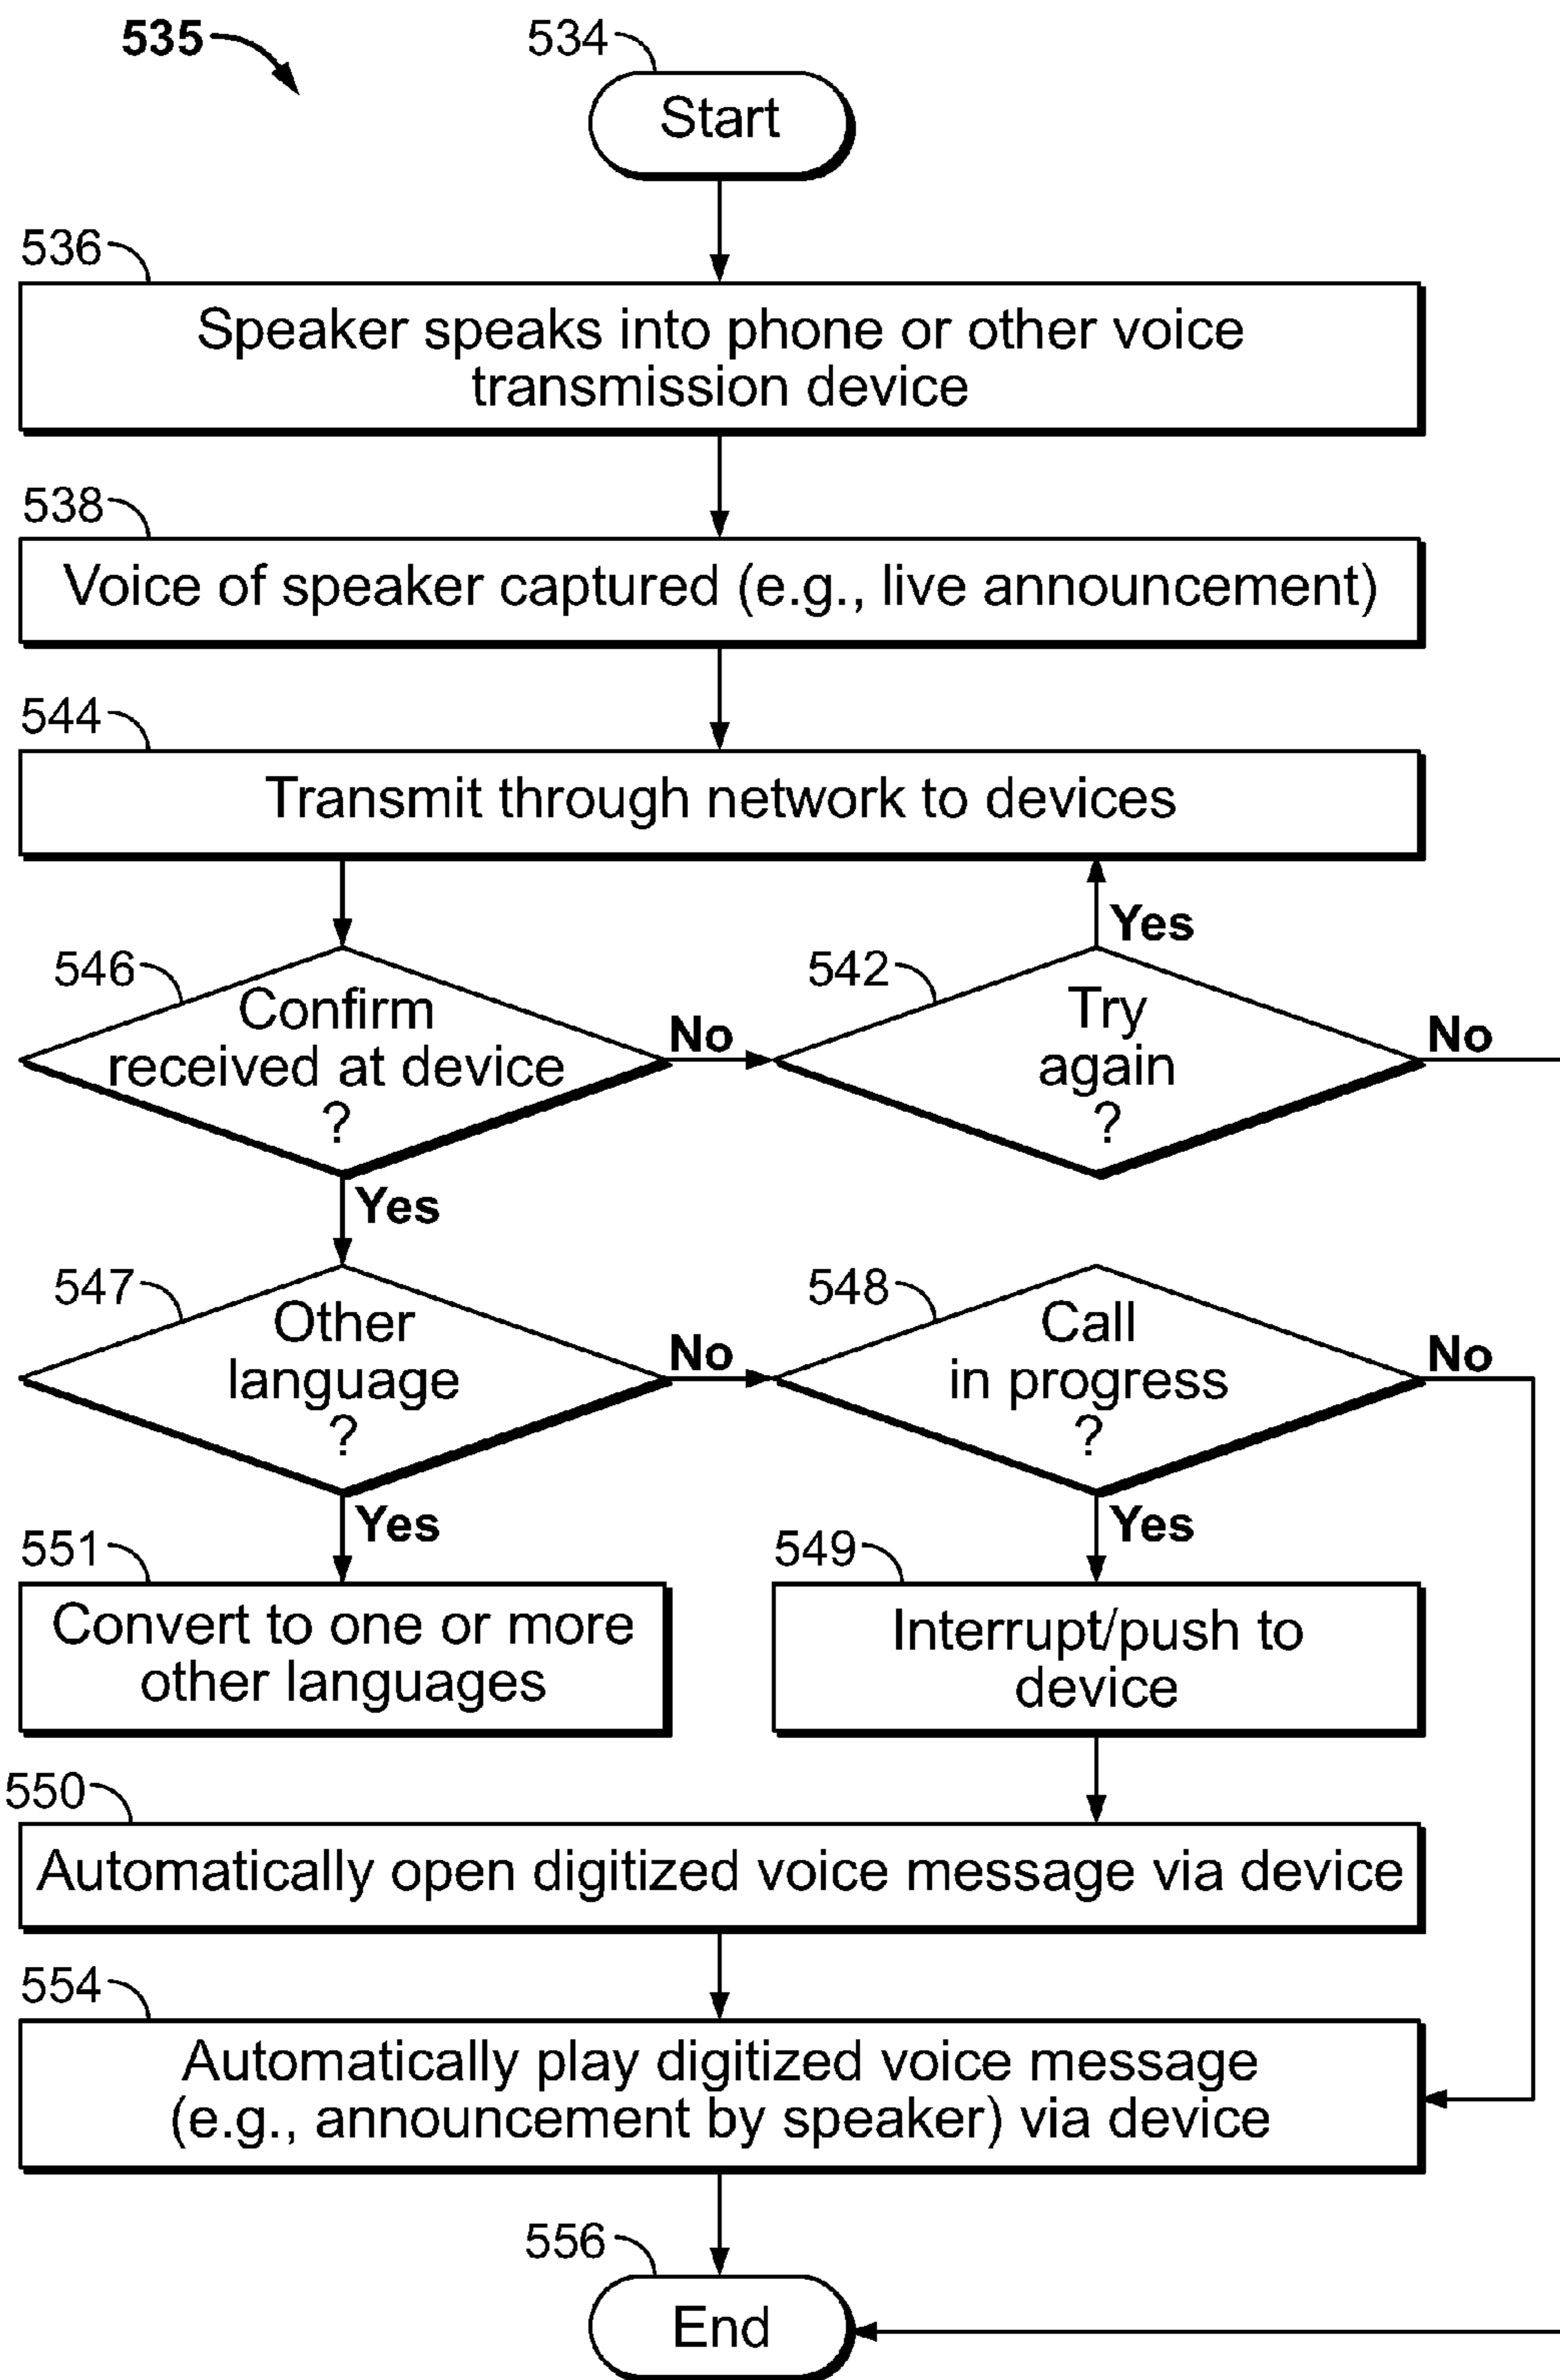 535
534
Start
536
Speaker speaks into phone or other voice
transmission device
538
Voice of speaker captured (e.g., live announcement)
544
Transmit through network to devices
Yes
546
Confirm
received at device
?
No
542
Try
again
?
No
Yes
547
Other
language
?
No
548
Call
in progress
?
No
Yes
Yes
551
Convert to one or more
other languages
549
Interrupt/push to
device
550
Automatically open digitized voice message via device
554
Automatically play digitized voice message
(e.g., announcement by speaker) via device
556
End